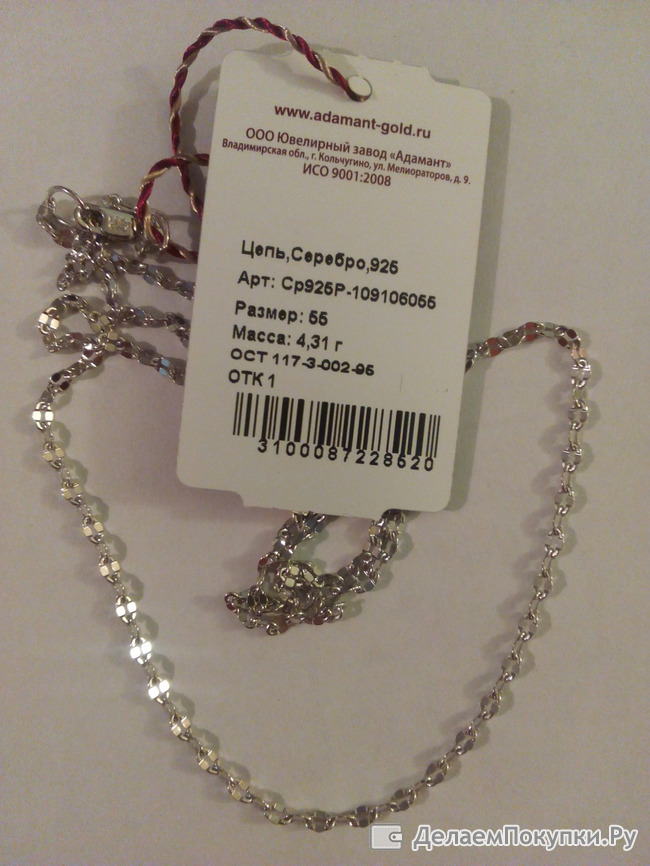 www.adamant-gold.ru
ООО Ювелирный завод «Адамант»
Владимирская обл., г. Кольчугино, ул. Мелиораторов, д. 9.
ИСО 9001:2008
Цепь,Серебро,925
Арт: Ср925Р-109106055
Размер: 55
Масса: 4,31 г
ОСТ 117-3-002-95
ОТК 1
3100087228520
ДелаемПокупки.Ру